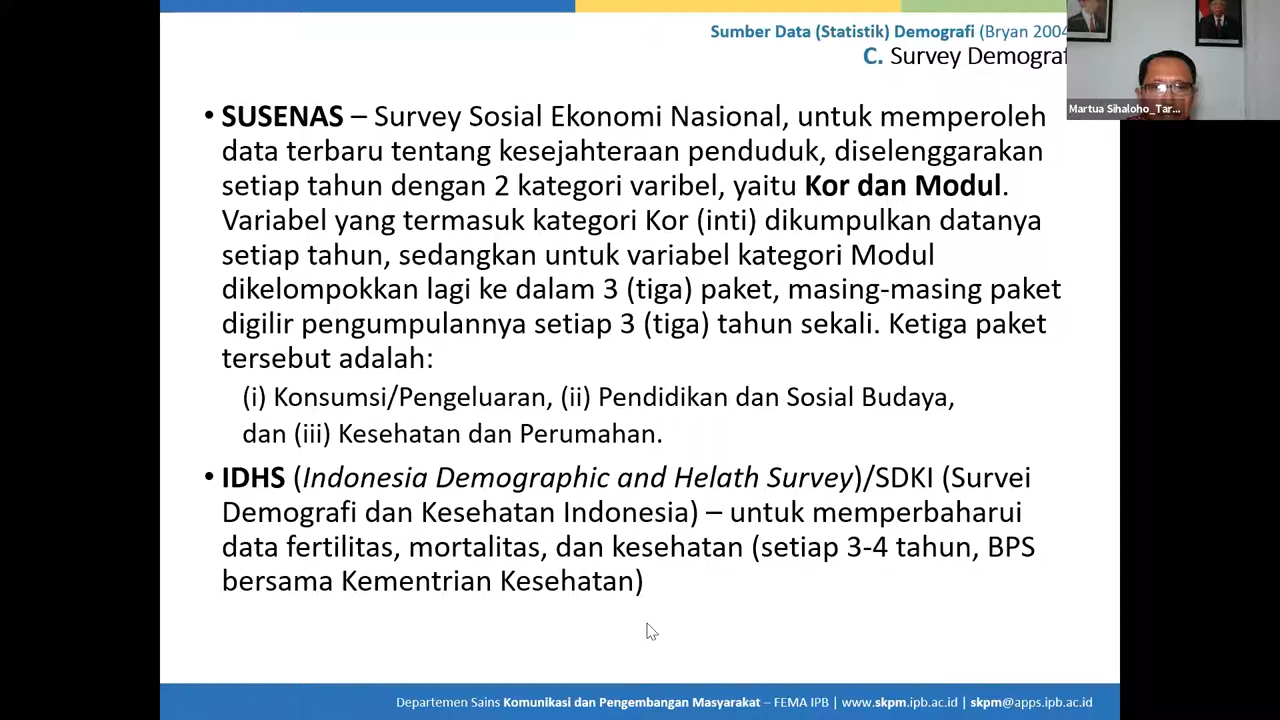 Sumber Data (Statistik) Demografi (Bryan 2004
C. Survey Demograf
Martua Sihaloho_Tar...
• SUSENAS – Survey Sosial Ekonomi Nasional, untuk memperoleh
data terbaru tentang kesejahteraan penduduk, diselenggarakan
setiap tahun dengan 2 kategori varibel, yaitu Kor dan Modul.
Variabel yang termasuk kategori Kor (inti) dikumpulkan datanya
setiap tahun, sedangkan untuk variabel kategori Modul
dikelompokkan lagi ke dalam 3 (tiga) paket, masing-masing paket
digilir pengumpulannya setiap 3 (tiga) tahun sekali. Ketiga paket
tersebut adalah:
(i) Konsumsi/Pengeluaran, (ii) Pendidikan dan Sosial Budaya,
dan (iii) Kesehatan dan Perumahan.
• IDHS (Indonesia Demographic and Helath Survey)/SDKI (Survei
Demografi dan Kesehatan Indonesia) – untuk memperbaharui
data fertilitas, mortalitas, dan kesehatan (setiap 3-4 tahun, BPS
bersama Kementrian Kesehatan)
Departemen Sains Komunikasi dan Pengembangan Masyarakat – FEMA IPB | www.skpm.ipb.ac.id | skpm@apps.ipb.ac.id